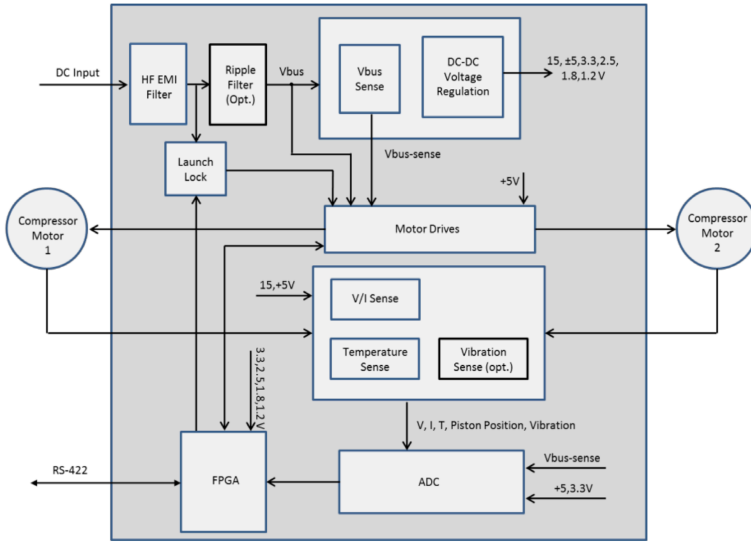 DC Input
HF EMI
Filter
Ripple
Filter
(Opt.)
Vbus
Vbus
Sense
DC-DC
Voltage
Regulation
15, ±5,3.3,2.5,
1.8,1.2 V
Launch
Lock
Vbus-sense
+5V
Compressor
Motor
1
Motor Drives
Compressor
Motor
2
15,+5V
V/I Sense
Temperature
Sense
Vibration
Sense (opt.)
3.3,2.5,1.8,1.2 V
V, I, T, Piston Position, Vibration
RS-422
FPGA
ADC
Vbus-sense
+5,3.3V